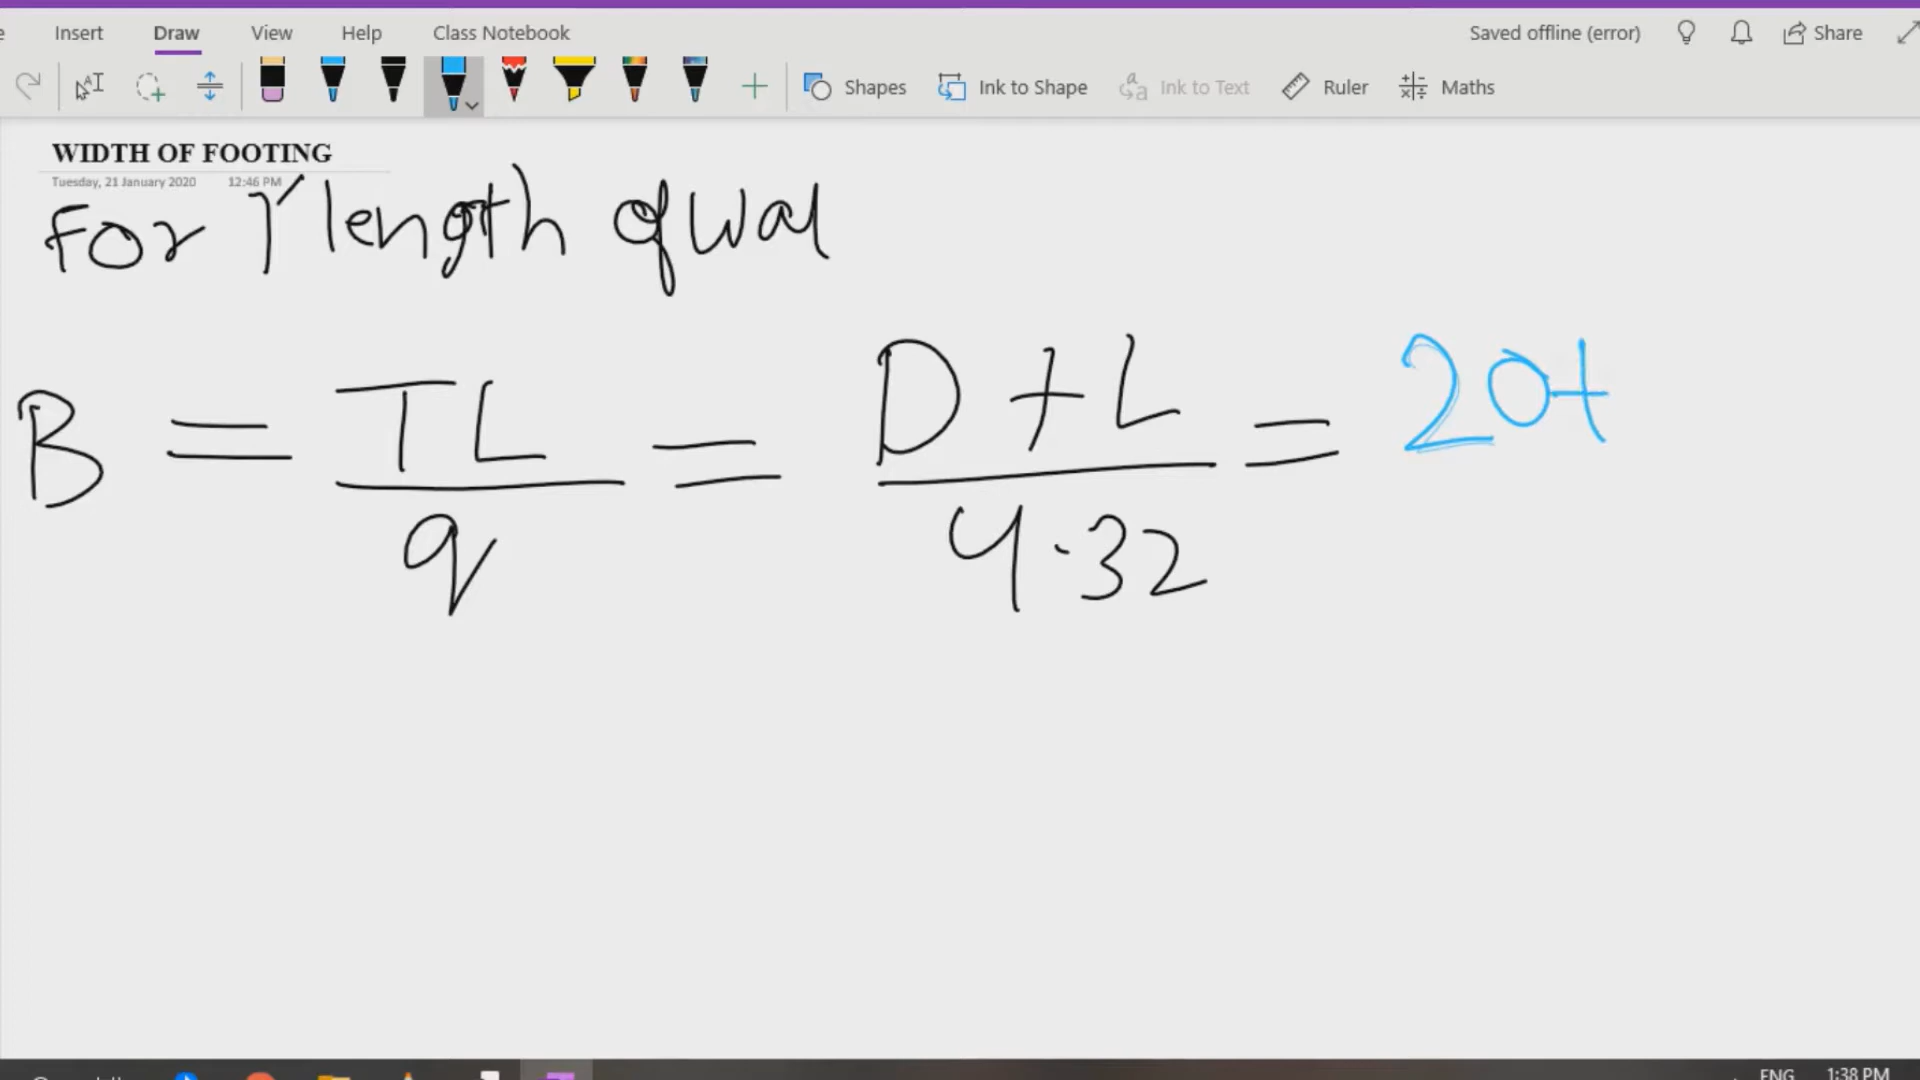 Insert Draw View Help Class Notebook Saved offline (error) Share
Shapes Ink to Shape Ink to Text Ruler Maths
WIDTH OF FOOTING
Tuesday, 21 January 2020 12:46 PM
For 1' length of wal
B = TL/q = D+L/4.32 = 20+
ENG 1:38 PM